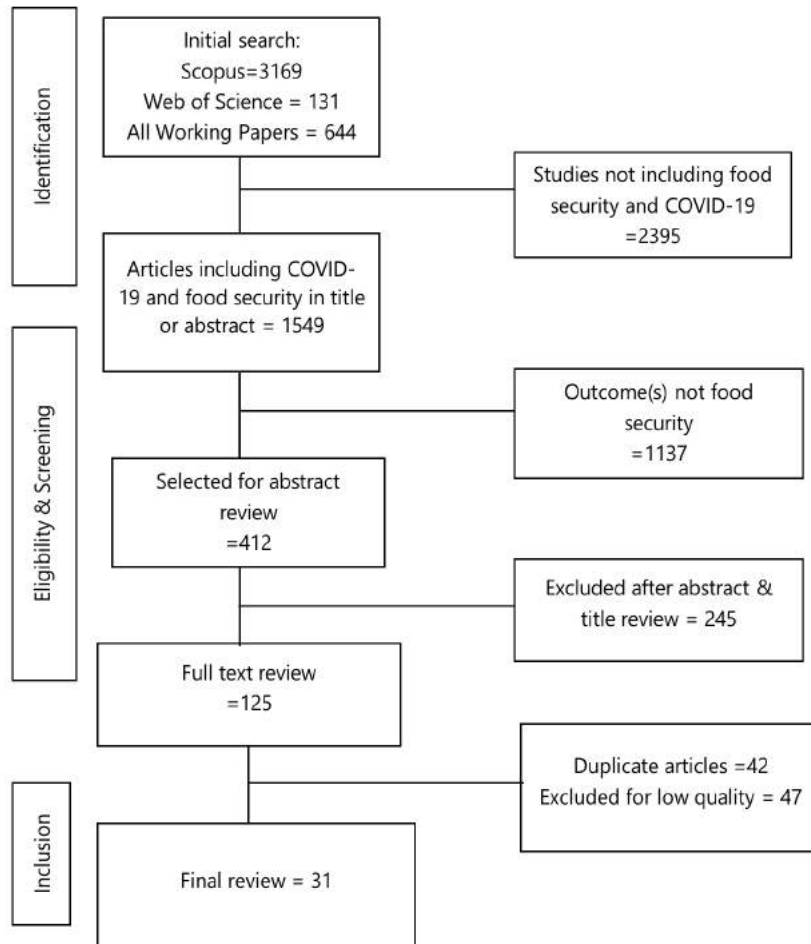 Identification
Initial search:
Scopus=3169
Web of Science = 131
All Working Papers = 644
Studies not including food
security and COVID-19
=2395
Articles including COVID-
19 and food security in title
or abstract = 1549
Eligibility & Screening
Outcome(s) not food
security
=1137
Selected for abstract
review
=412
Excluded after abstract &
title review = 245
Full text review
=125
Duplicate articles =42
Excluded for low quality = 47
Inclusion
Final review = 31